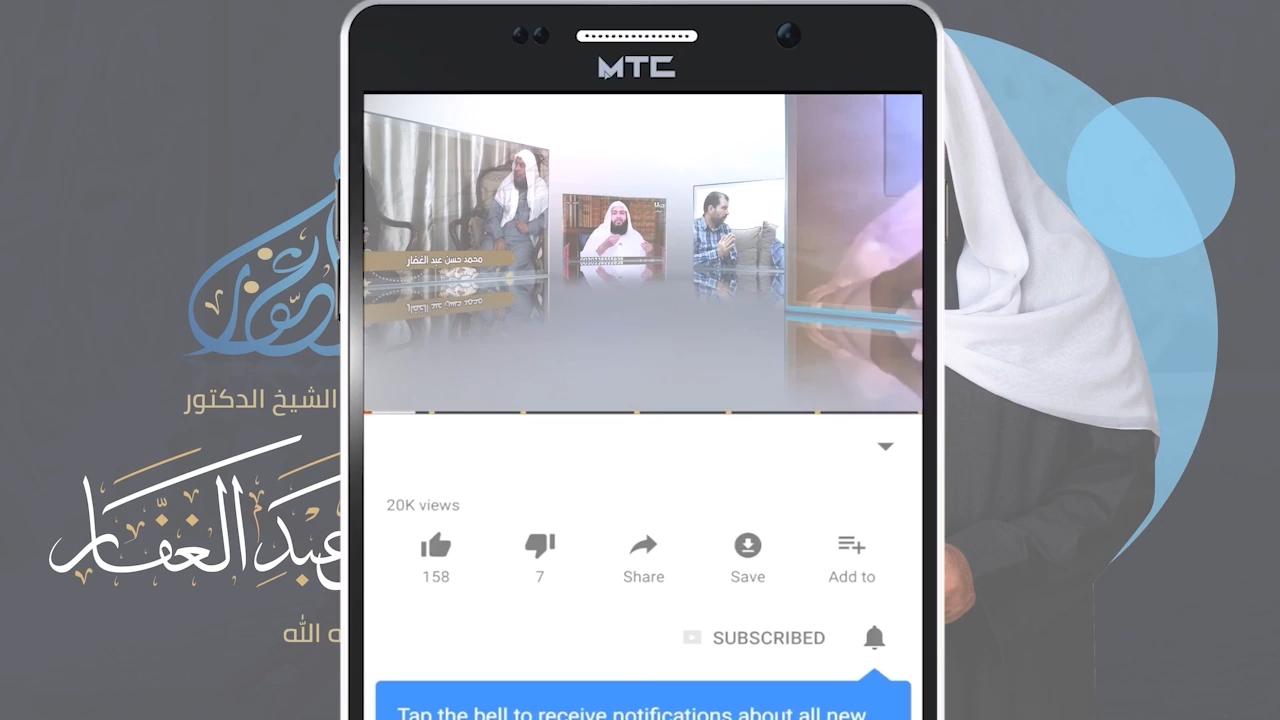 MTC
محمد حسن عبد الغفار
الشيخ الدكتور
عبد الغفار
ه الله
20K views
158
7
Share
Save
Add to
SUBSCRIBED
Tap the bell to receive notifications about all new